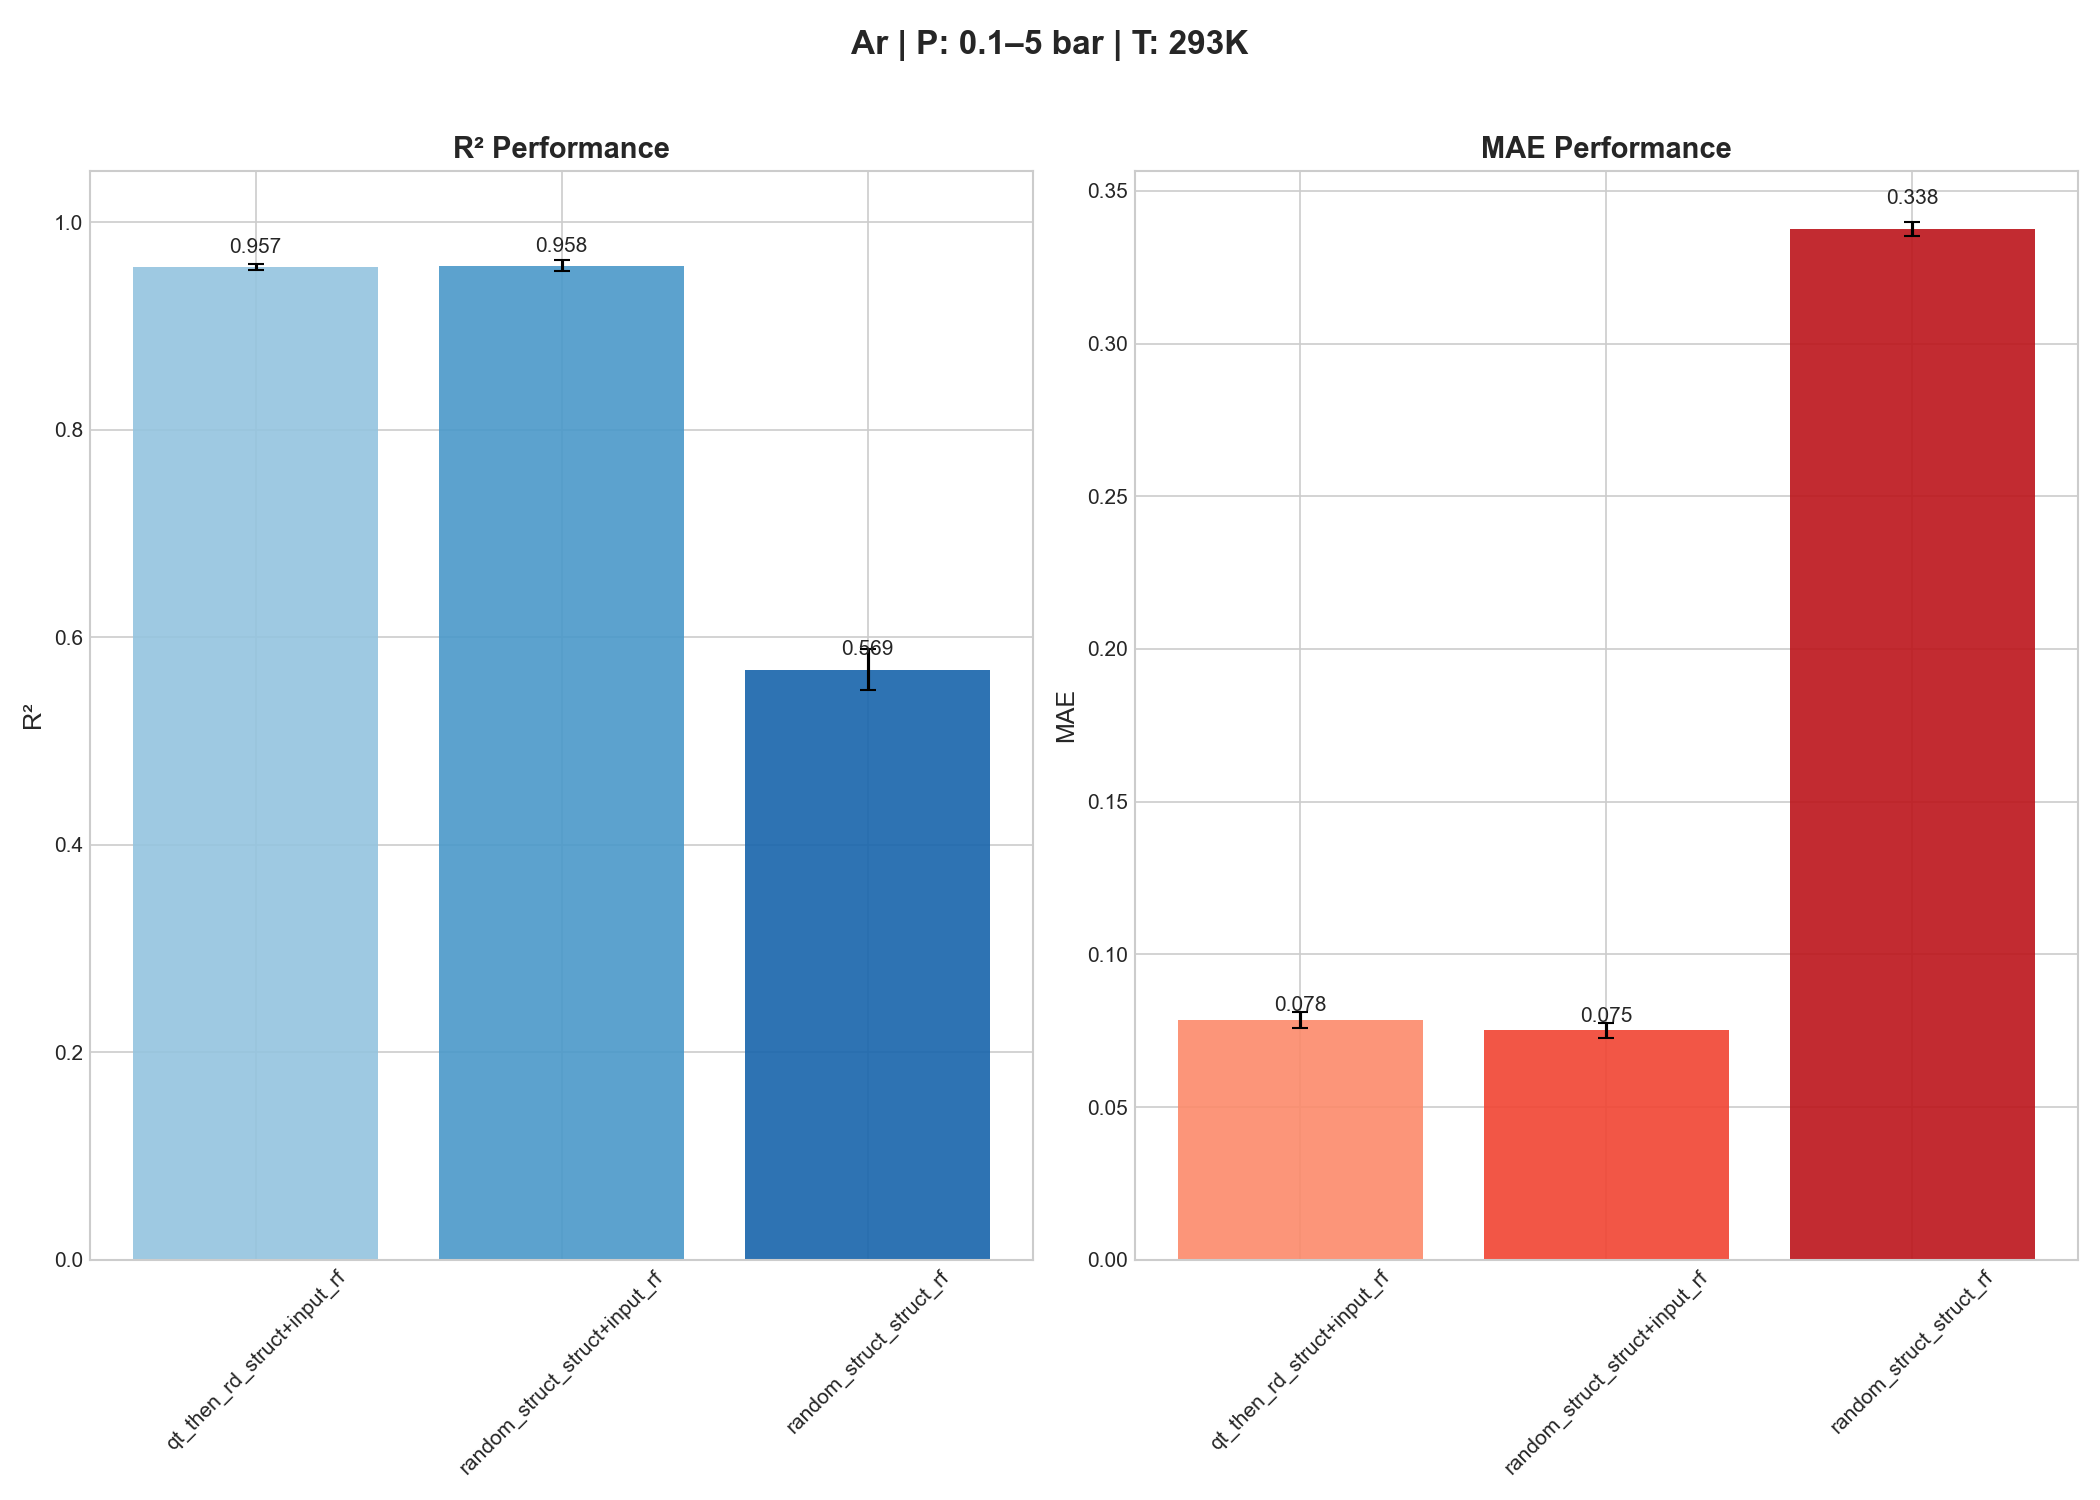 Ar | P: 0.1–5 bar | T: 293K
R² Performance
1.0
0.8
0.6
0.4
0.2
0.0
R²
0.957
0.958
0.569
qt_then_rd_struct+input_rf
random_struct_struct+input_rf
random_struct_struct_rf
MAE Performance
0.35
0.30
0.25
0.20
0.15
0.10
0.05
0.00
MAE
0.078
0.075
0.338
qt_then_rd_struct+input_rf
random_struct_struct+input_rf
random_struct_struct_rf